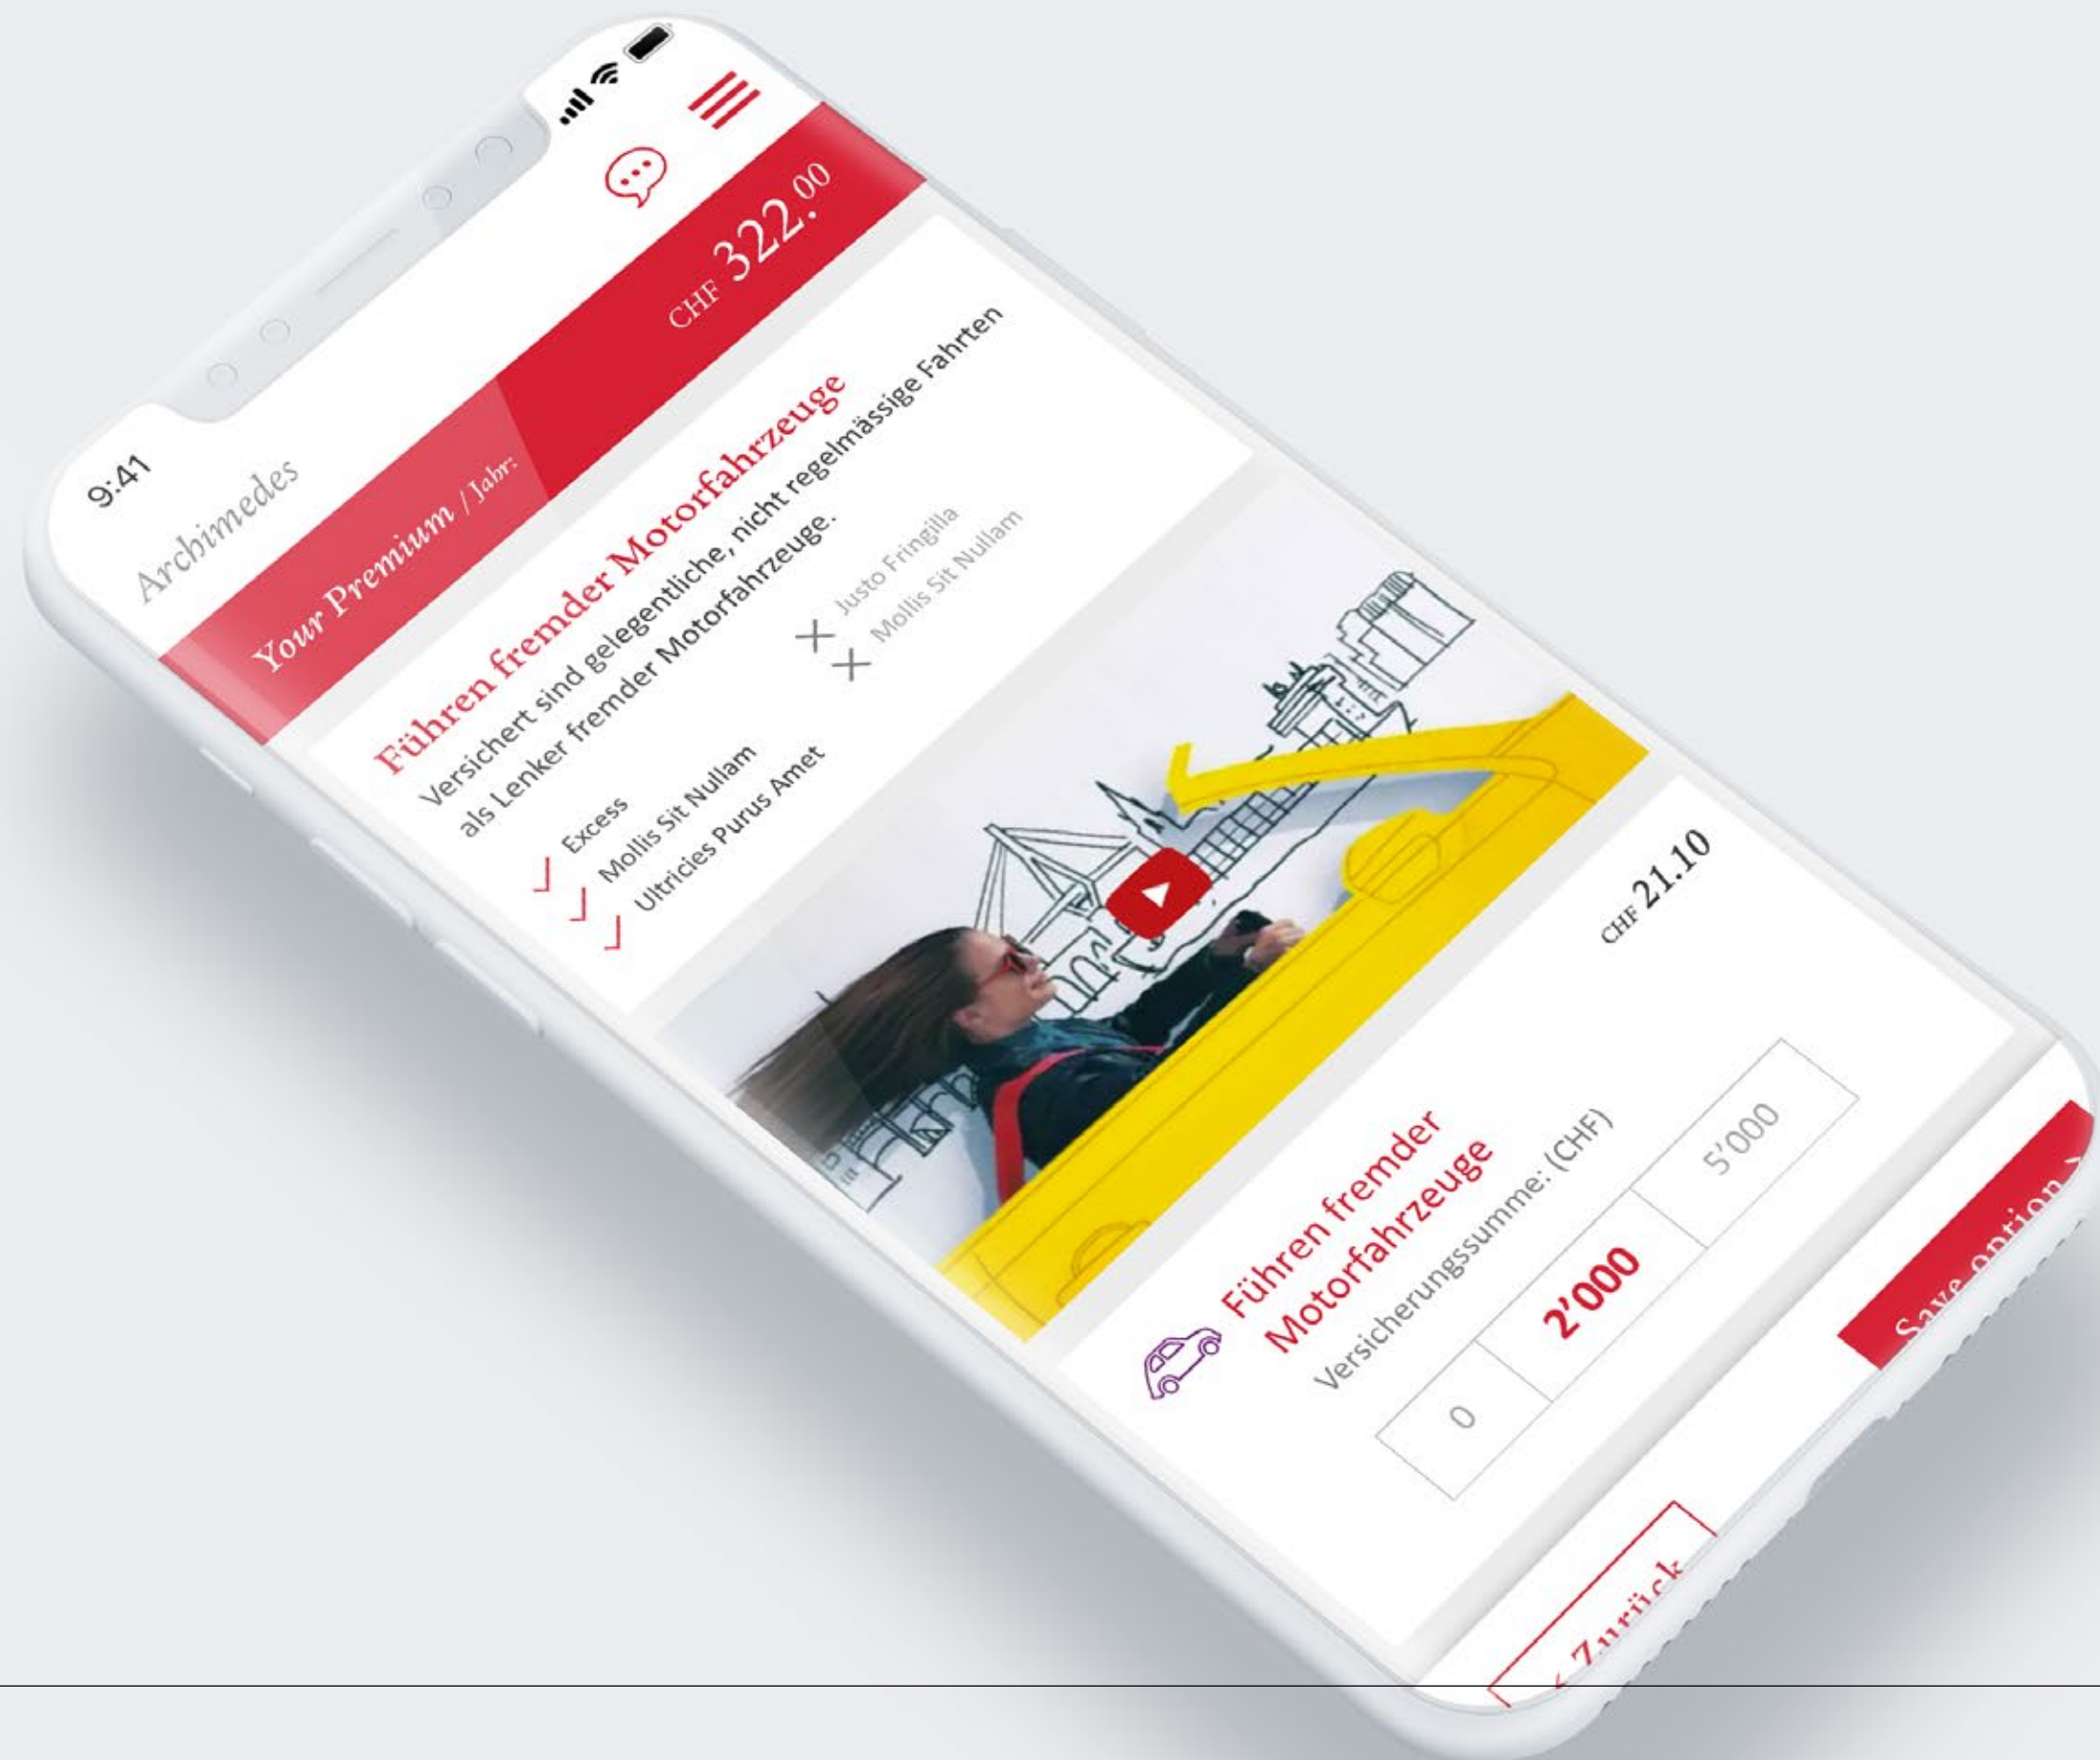 9:41
Archimedes
Your Premium / Jahr:
CHF 322.00
Führen fremder Motorfahrzeuge
Versichert sind gelegentliche, nicht regelmässige Fahrten
als Lenker fremder Motorfahrzeuge.
Excess
Mollis Sit Nullam
Ultricies Purus Amet
Justo Fringilla
Mollis Sit Nullam
CHF 21.10
Führen fremder
Motorfahrzeuge
Versicherungssumme: (CHF)
0
2'000
5'000
‹ Zurück
Save option ›